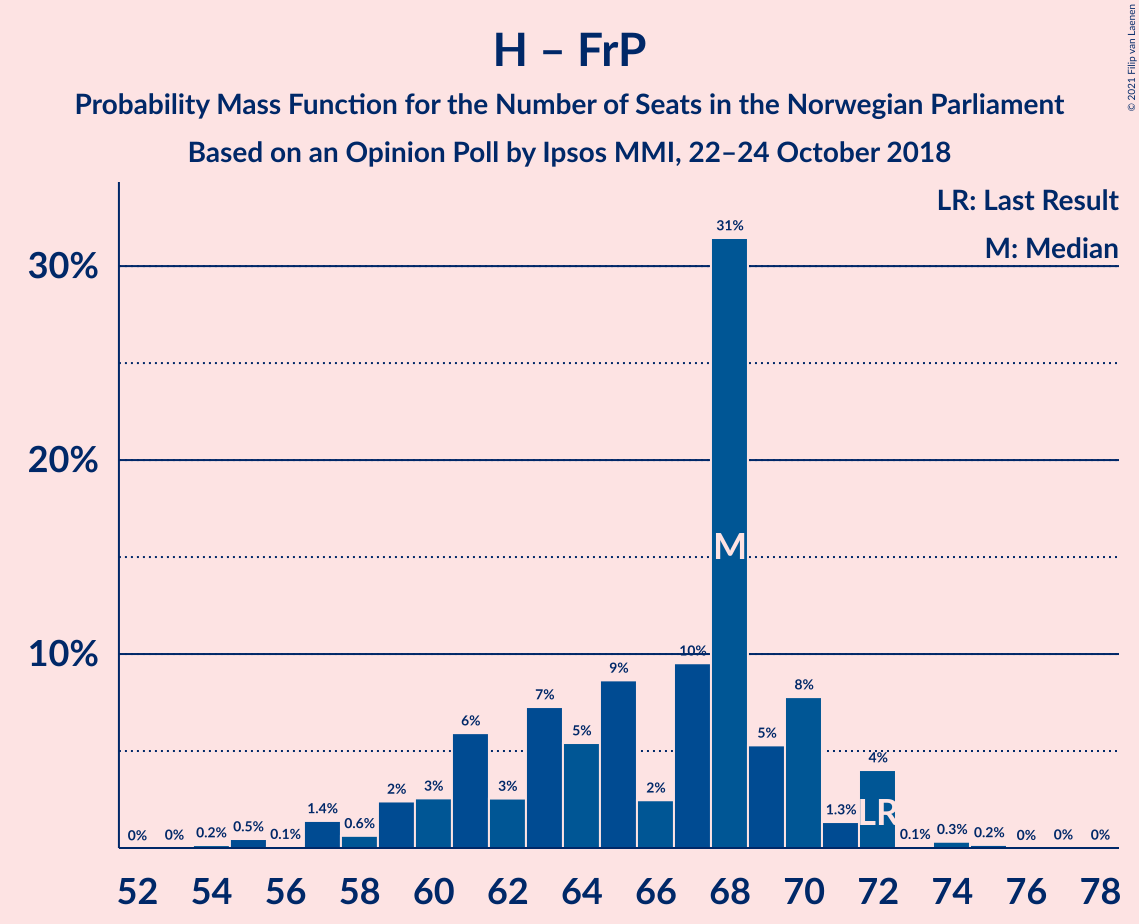 H – FrP
Probability Mass Function for the Number of Seats in the Norwegian Parliament
Based on an Opinion Poll by Ipsos MMI, 22–24 October 2018
© 2021 Filip van Laenen
LR: Last Result
M: Median
30%
20%
10%
0% 0% 0.2% 0.5% 0.1% 1.4% 0.6% 2% 3% 6% 3% 7% 5% 9% 2% 10% 31% 5% 8% 1.3% 4% 0.1% 0.3% 0.2% 0% 0% 0%
M
LR
52 54 56 58 60 62 64 66 68 70 72 74 76 78